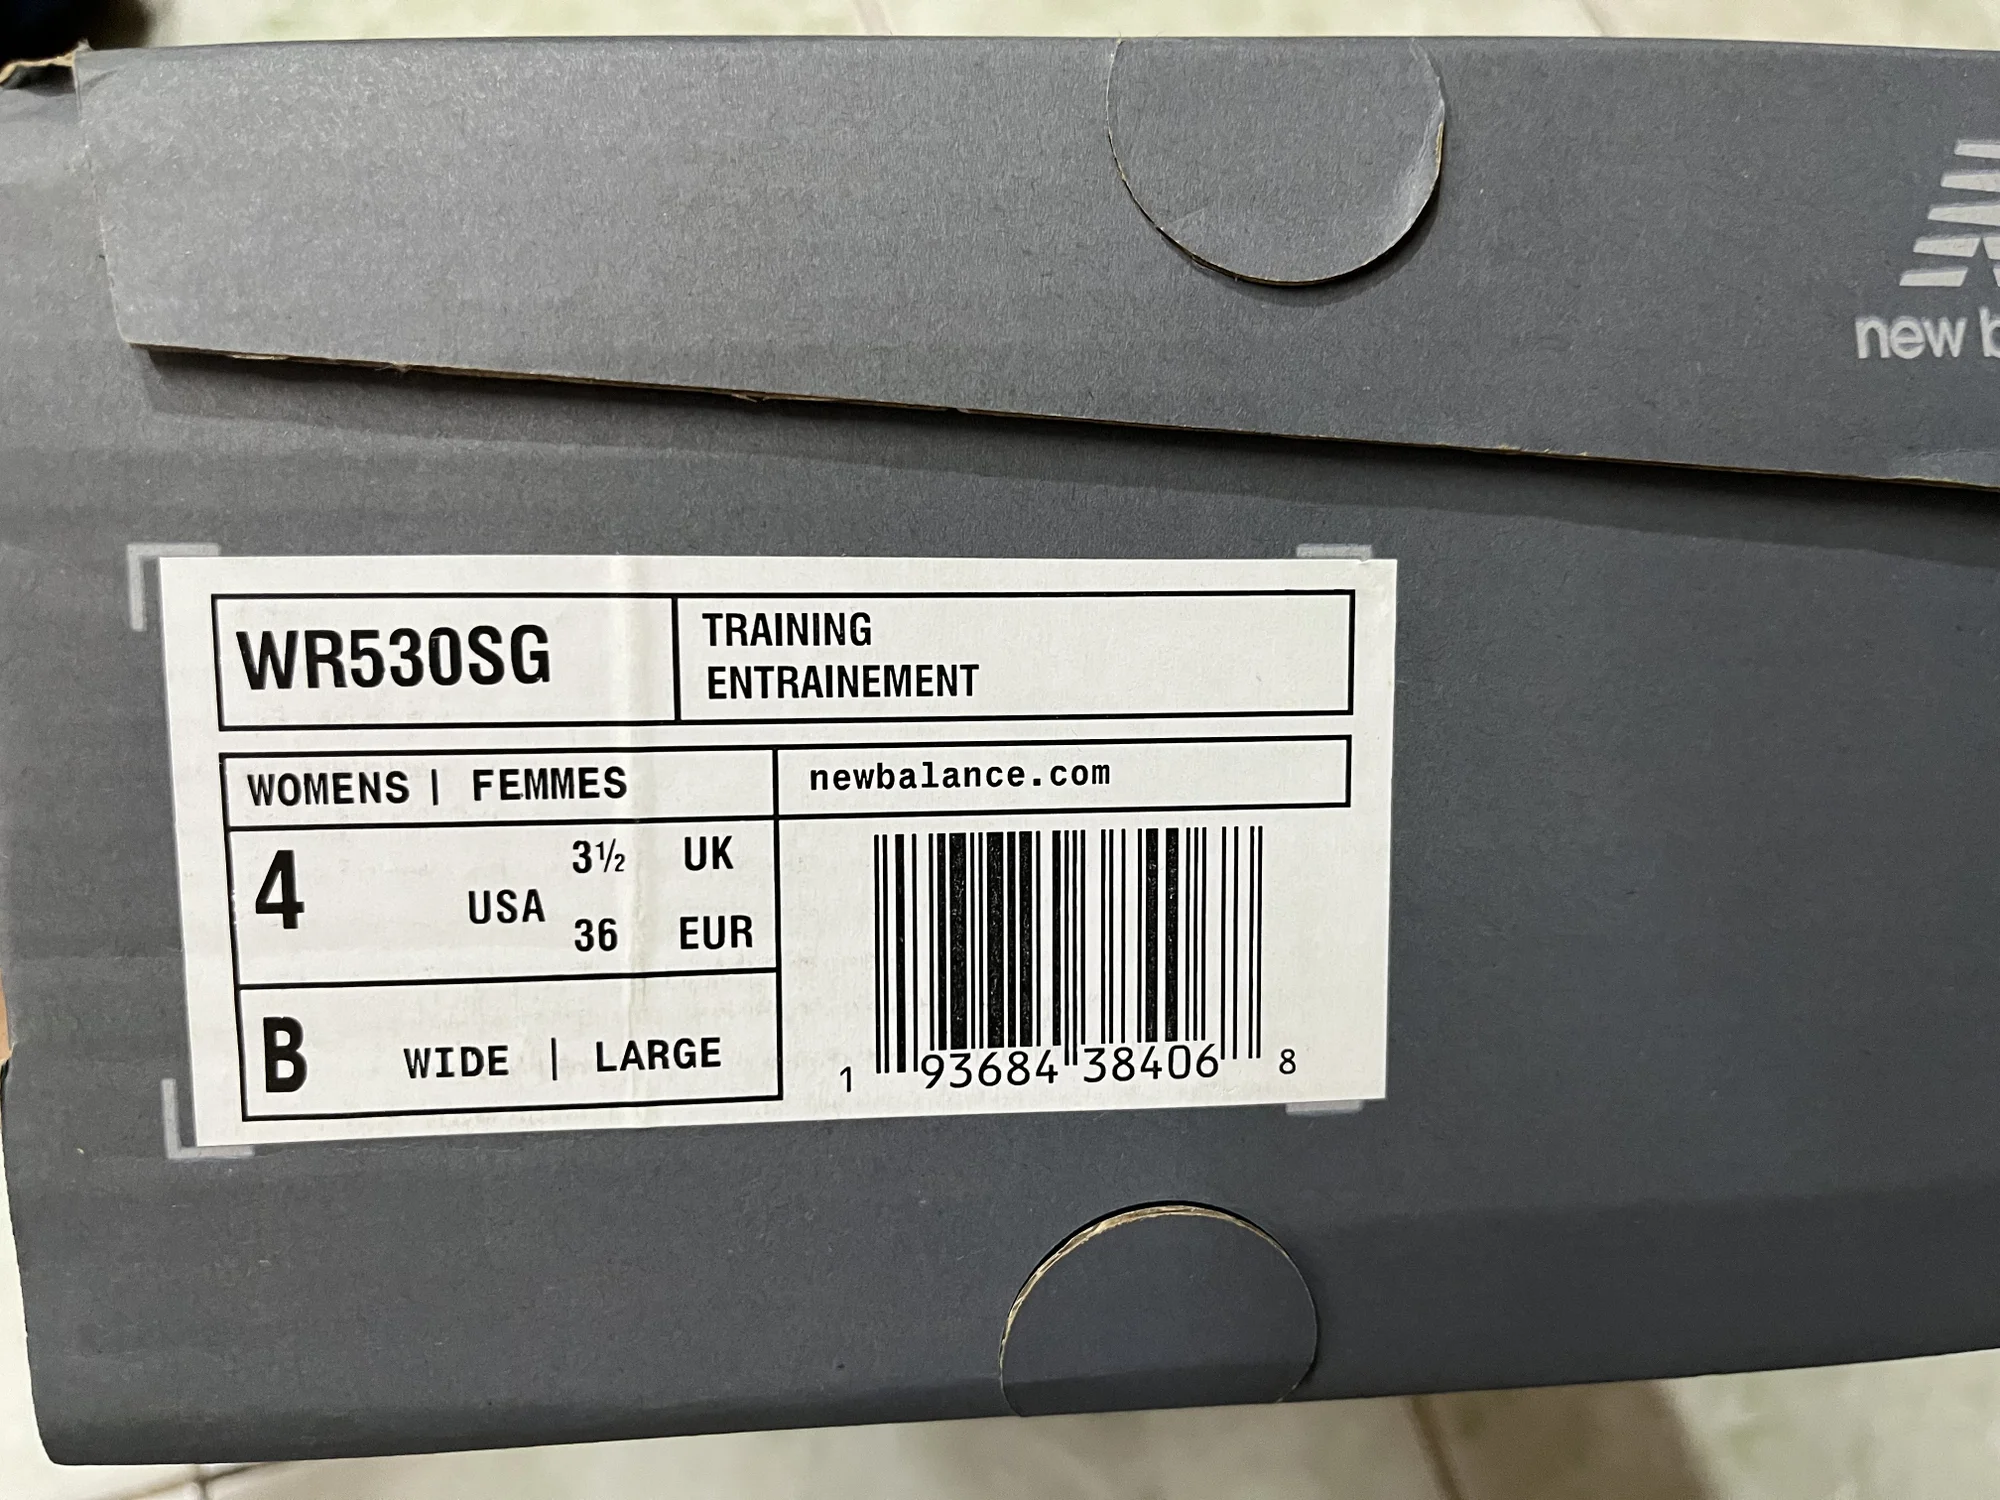 new b
WR530SG
TRAINING
ENTRAINEMENT
WOMENS | FEMMES
newbalance.com
4 USA
3½ UK
36 EUR
B WIDE | LARGE
1 93684 38406 8